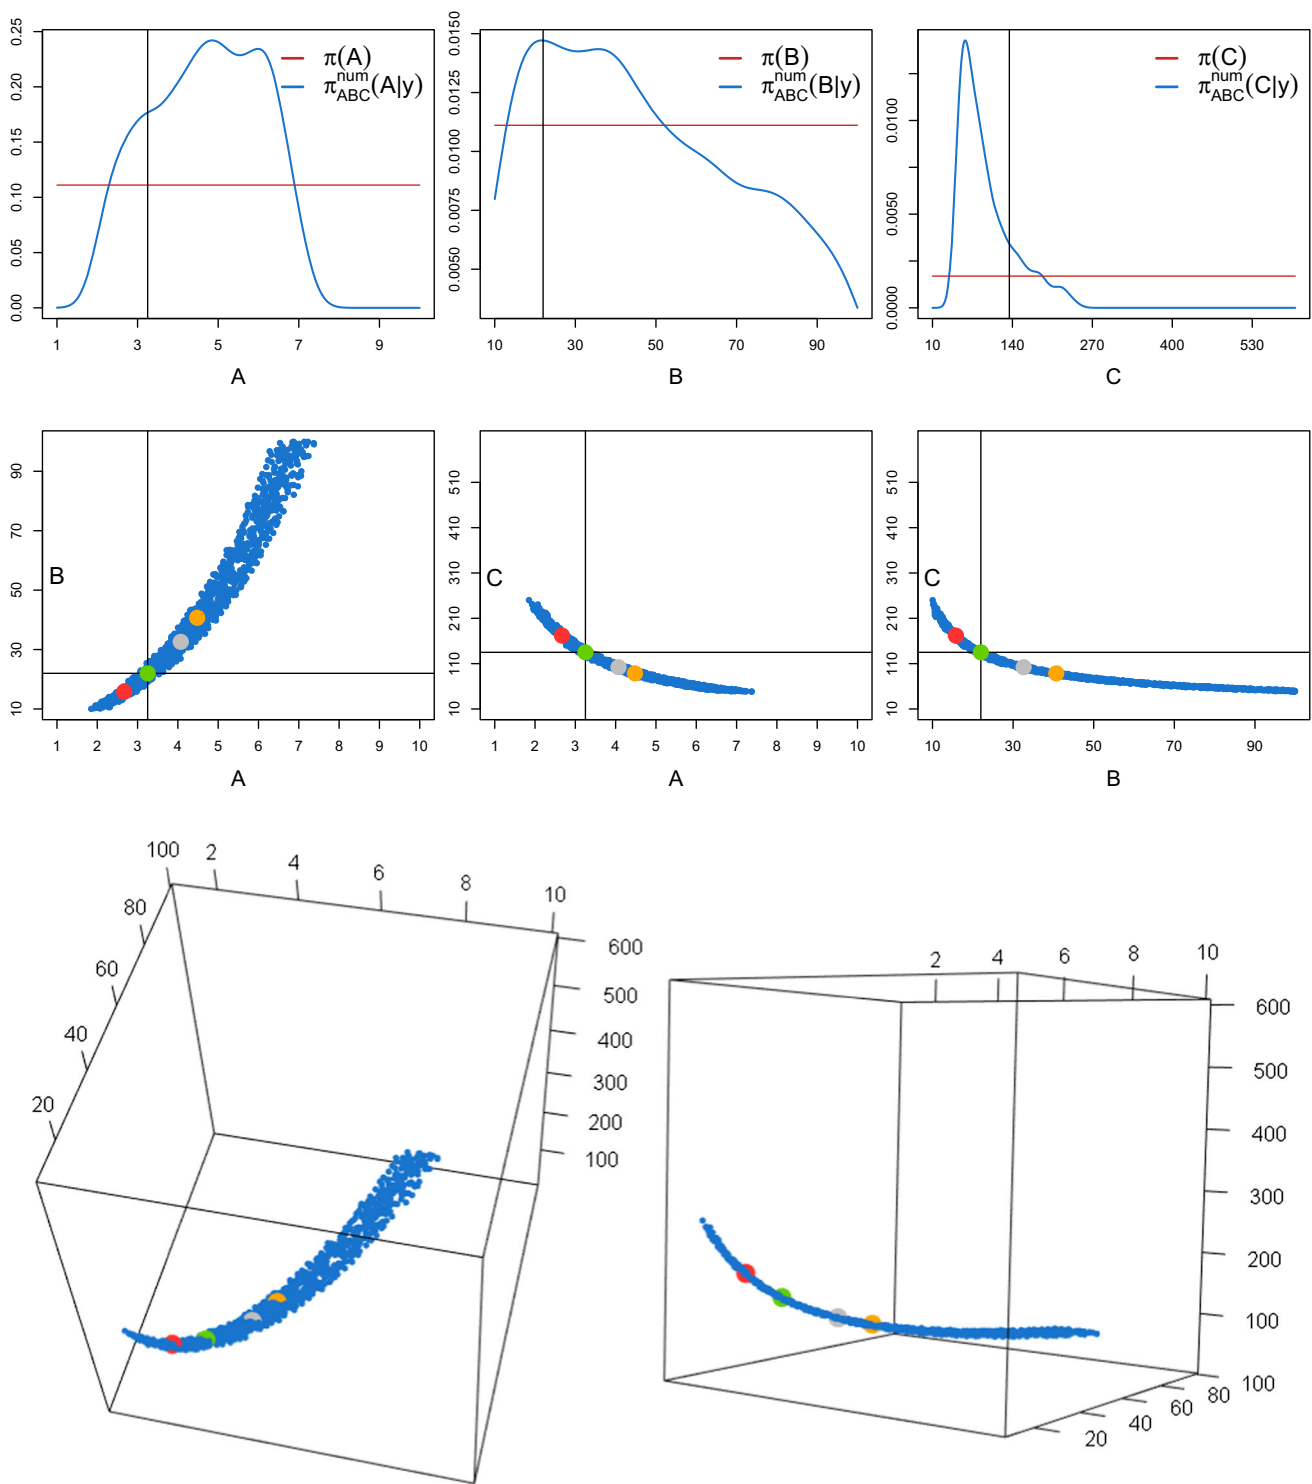 0.00 0.05 0.10 0.15 0.20 0.25
π(A)
π^num_ABC(A|y)
1 3 5 7 9
A
0.0050 0.0075 0.0100 0.0125 0.0150
π(B)
π^num_ABC(B|y)
10 30 50 70 90
B
0.0000 0.0050 0.0100
π(C)
π^num_ABC(C|y)
10 140 270 400 530
C
10 30 50 70 90
B
1 2 3 4 5 6 7 8 9 10
A
10 110 210 310 410 510
C
1 2 3 4 5 6 7 8 9 10
A
10 110 210 310 410 510
C
10 30 50 70 90
B
100 2 4 6 8 10
80
60
40
20
600
500
400
300
200
100
2 4 6 8 10
600
500
400
300
200
100
20 40 60 80 100